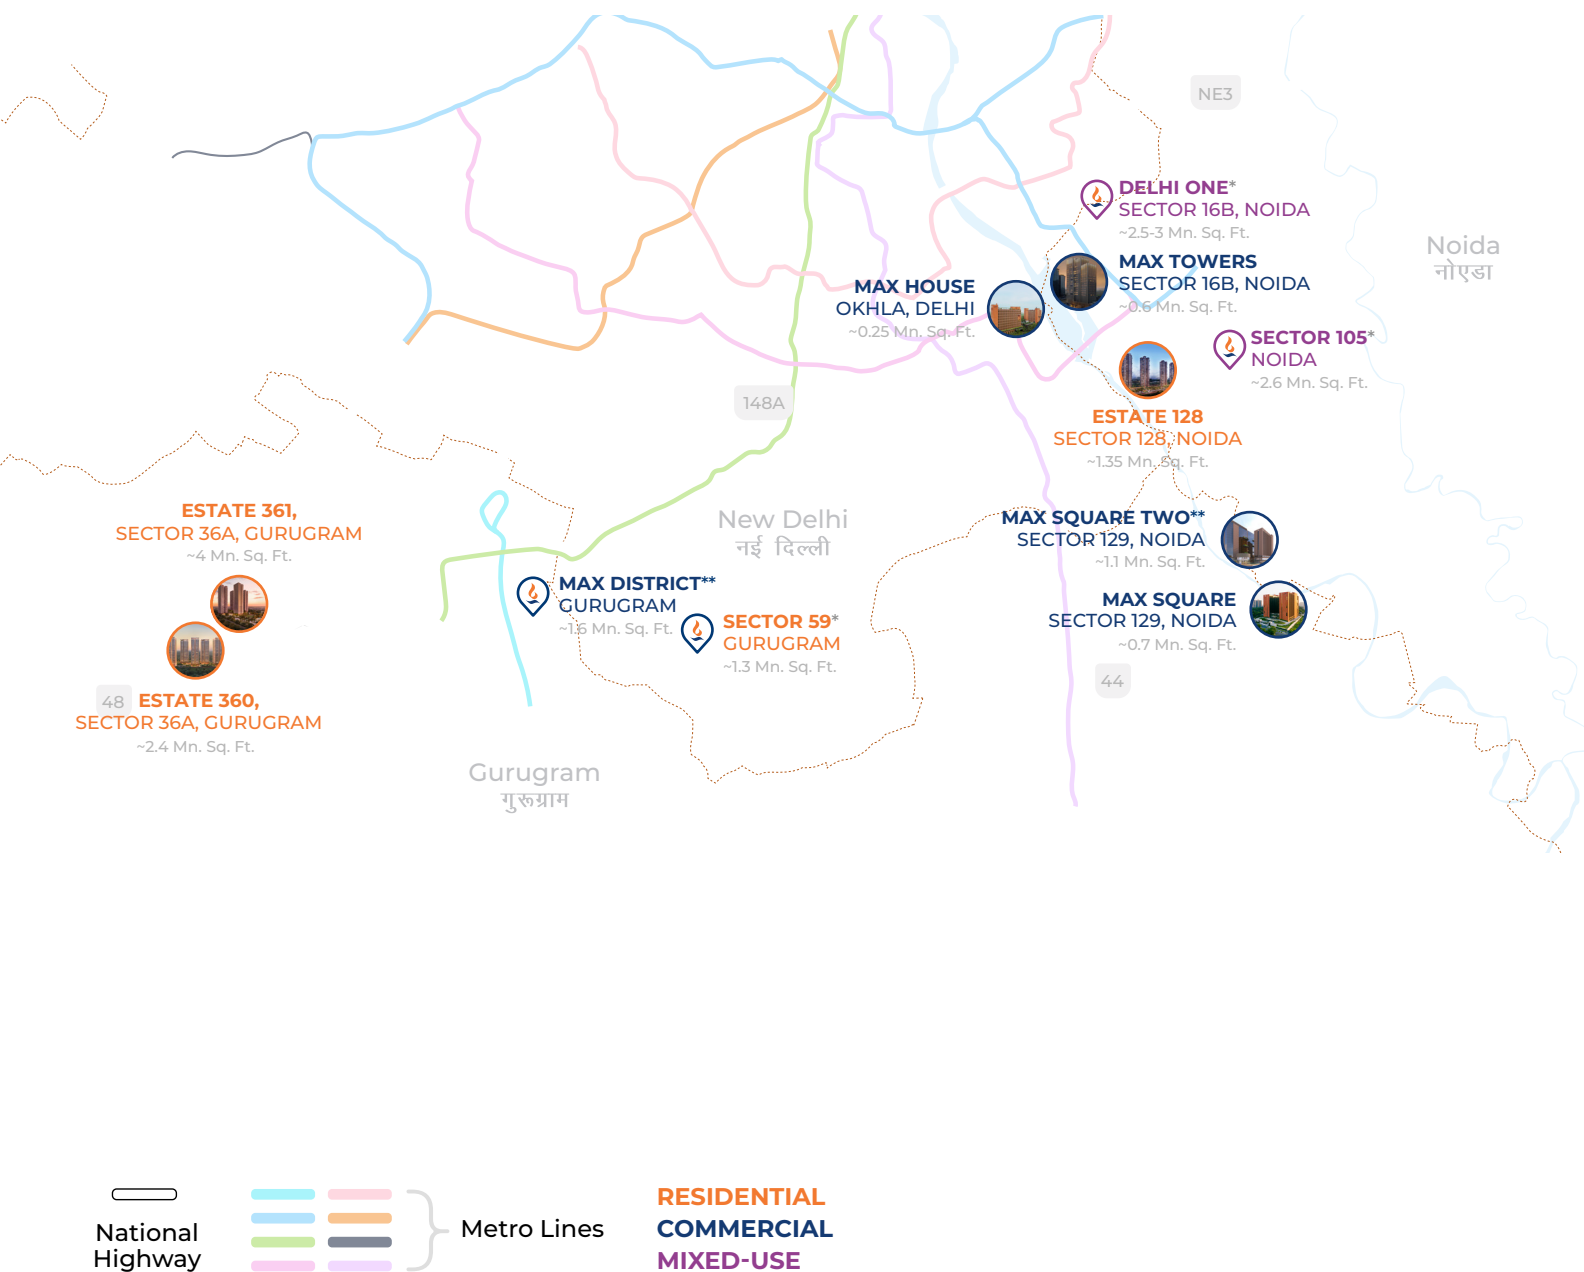 NE3
DELHI ONE*
SECTOR 16B, NOIDA
~2.5-3 Mn. Sq. Ft.
Noida
नोएडा
MAX TOWERS
SECTOR 16B, NOIDA
~0.6 Mn. Sq. Ft.
MAX HOUSE
OKHLA, DELHI
~0.25 Mn. Sq. Ft.
SECTOR 105*
NOIDA
~2.6 Mn. Sq. Ft.
148A
ESTATE 128
SECTOR 128, NOIDA
~1.35 Mn. Sq. Ft.
ESTATE 361,
SECTOR 36A, GURUGRAM
~4 Mn. Sq. Ft.
New Delhi
नई दिल्ली
MAX SQUARE TWO**
SECTOR 129, NOIDA
~1.1 Mn. Sq. Ft.
MAX DISTRICT**
GURUGRAM
~1.6 Mn. Sq. Ft.
SECTOR 59*
GURUGRAM
~1.3 Mn. Sq. Ft.
MAX SQUARE
SECTOR 129, NOIDA
~0.7 Mn. Sq. Ft.
44
48
ESTATE 360,
SECTOR 36A, GURUGRAM
~2.4 Mn. Sq. Ft.
Gurugram
गुरूग्राम
National
Highway
Metro Lines
RESIDENTIAL
COMMERCIAL
MIXED-USE